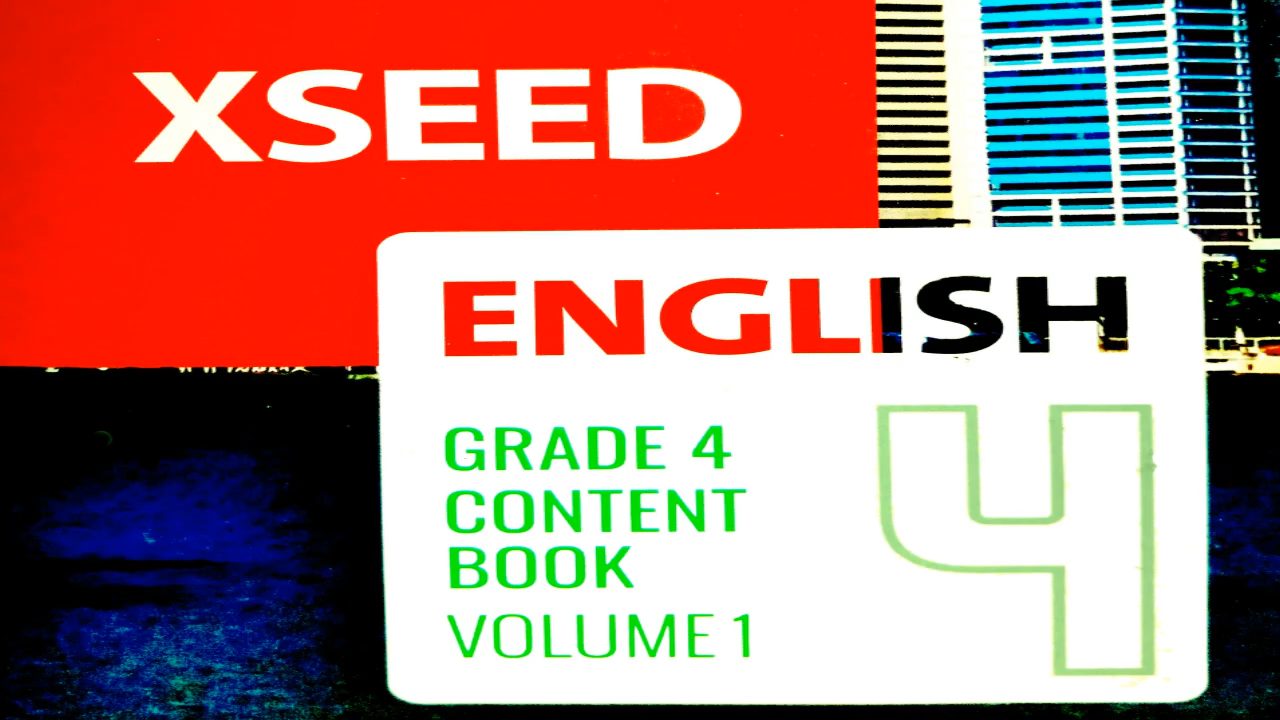 XSEED
ENGLISH
GRADE 4
CONTENT
BOOK
VOLUME 1
4